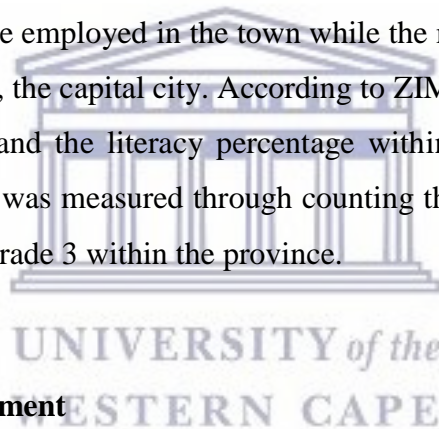 e employed in the town while the
, the capital city. According to ZIM
and the literacy percentage within
was measured through counting th
rade 3 within the province.
UNIVERSITY of the
ment
WESTERN CAPE